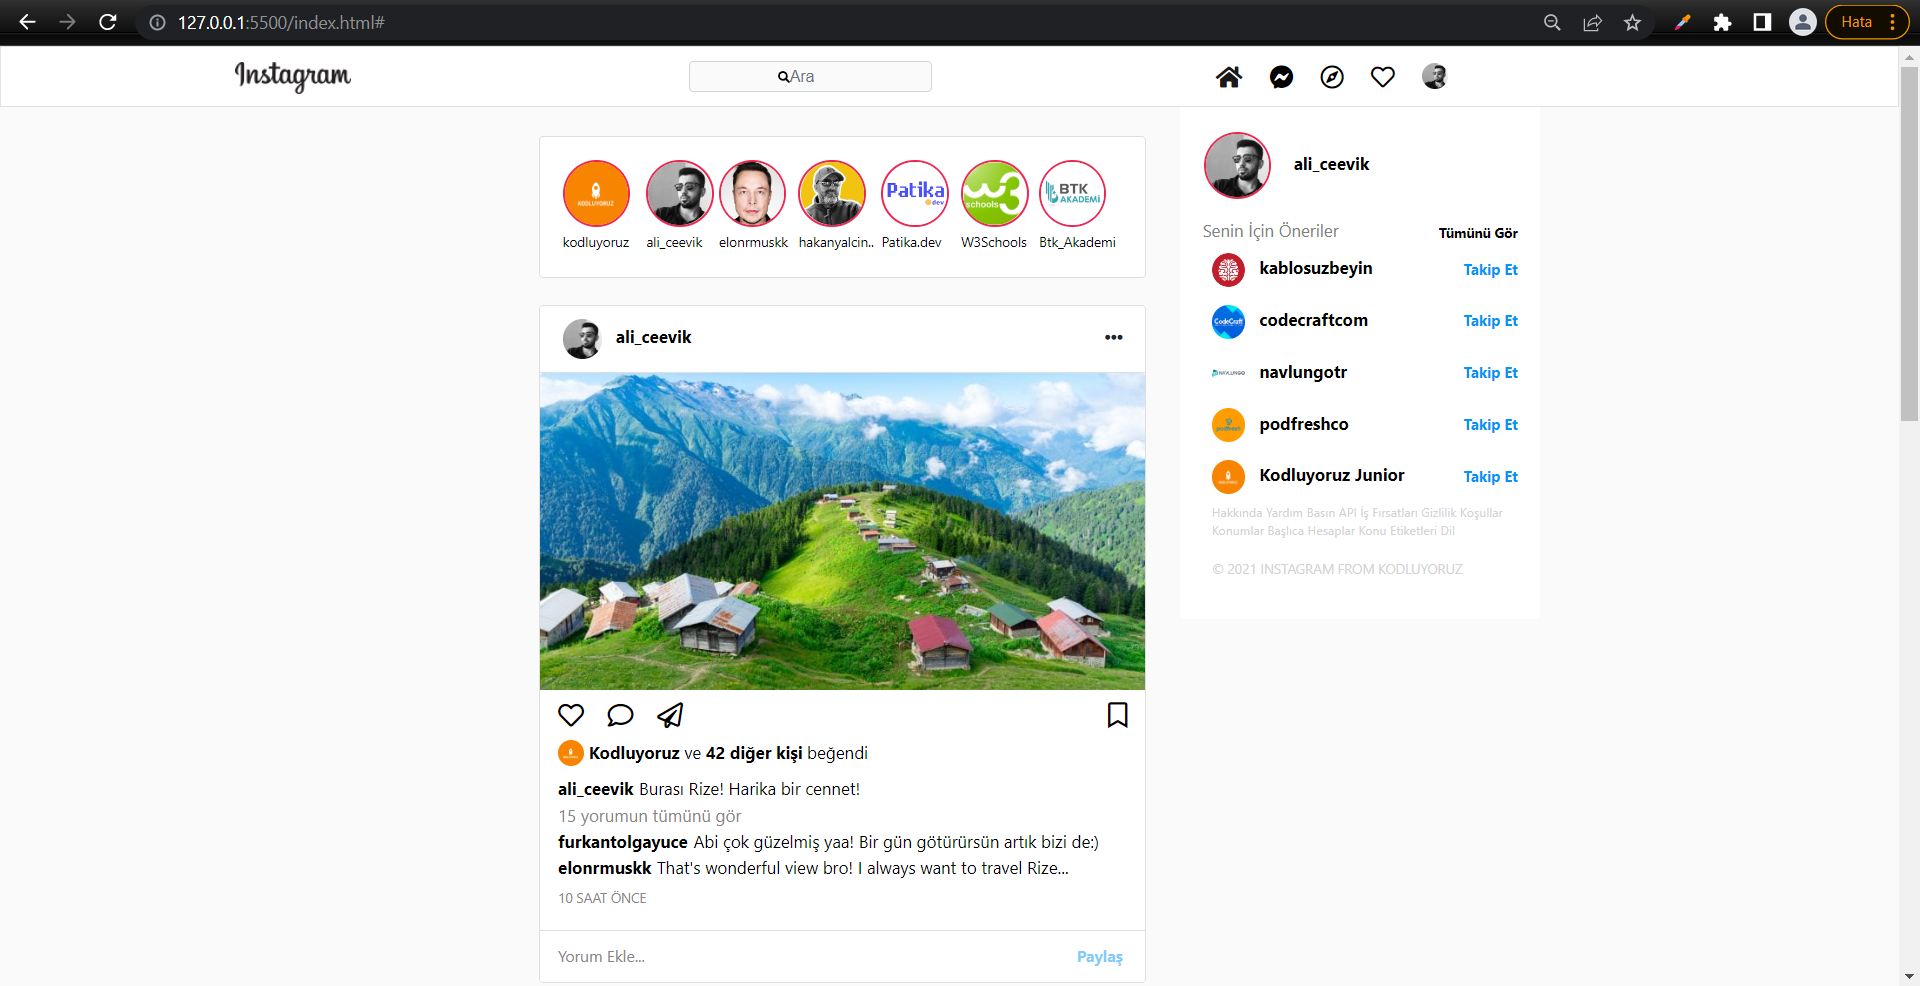 127.0.0.1:5500/index.html#
Hata
Instagram
Ara
KODLUYORUZ
Patika
dev
W3
schools
BTK
AKADEMİ
kodluyoruz
ali_ceevik
elonrmuskk
hakanyalcin..
Patika.dev
W3Schools
Btk_Akademi
ali_ceevik
Senin İçin Öneriler
Tümünü Gör
kablosuzbeyin
Takip Et
CodeCraft
codecraftcom
Takip Et
NAVLUNGO
navlungotr
Takip Et
podfresh
podfreshco
Takip Et
Kodluyoruz Junior
Takip Et
Hakkında Yardım Basın API İş Fırsatları Gizlilik Koşullar
Konumlar Başlıca Hesaplar Konu Etiketleri Dil
© 2021 INSTAGRAM FROM KODLUYORUZ
ali_ceevik
Kodluyoruz ve 42 diğer kişi beğendi
ali_ceevik Burası Rize! Harika bir cennet!
15 yorumun tümünü gör
furkantolgayuce Abi çok güzelmiş yaa! Bir gün götürürsün artık bizi de:)
elonrmuskk That's wonderful view bro! I always want to travel Rize...
10 SAAT ÖNCE
Yorum Ekle...
Paylaş